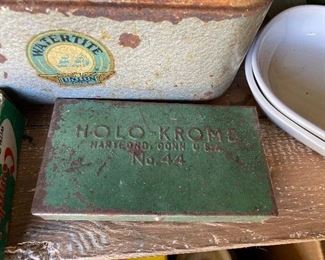 WATERTITE
UNION
HOLO-KROME
HARTFORD, CONN U.S.A.
No. 44